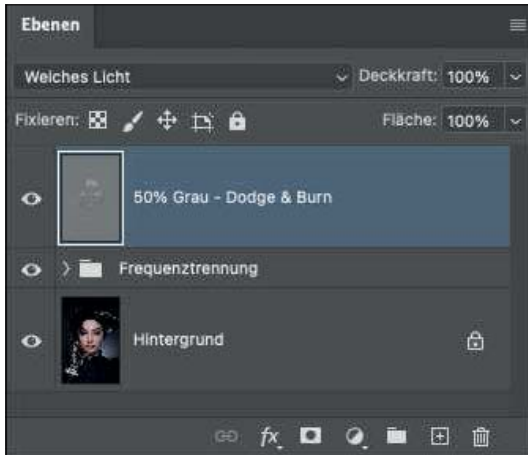 Ebenen
Weiches Licht Deckkraft: 100%
Fixieren: Fläche: 100%
50% Grau - Dodge & Burn
Frequenztrennung
Hintergrund
fx